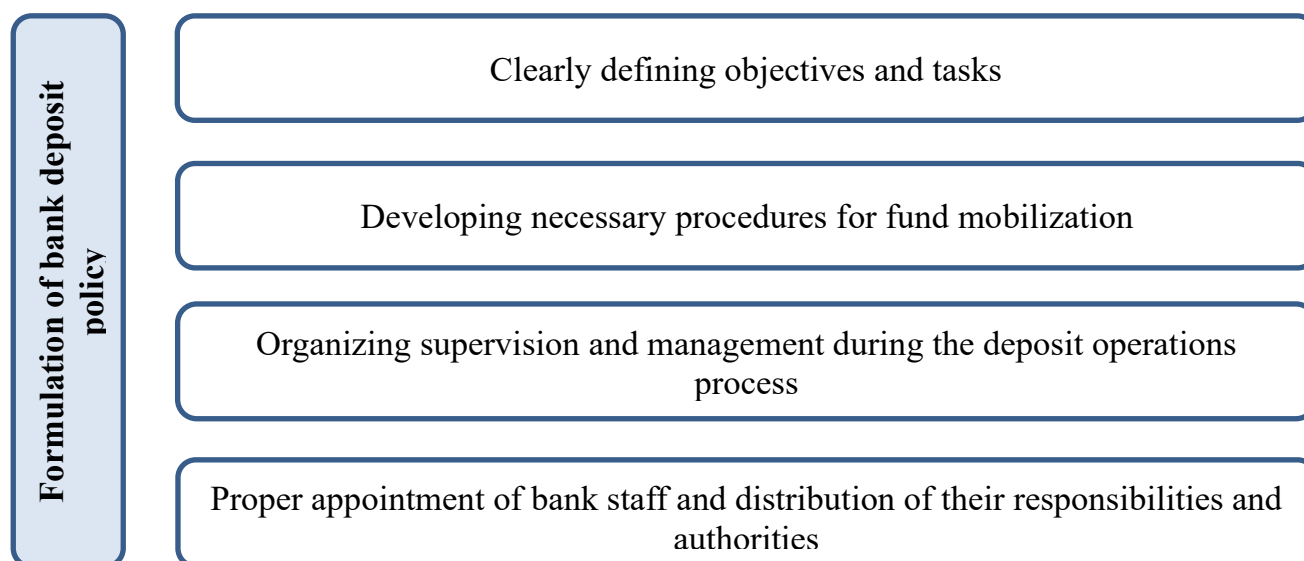 Formulation of bank deposit
policy
Clearly defining objectives and tasks
Developing necessary procedures for fund mobilization
Organizing supervision and management during the deposit operations
process
Proper appointment of bank staff and distribution of their responsibilities and
authorities